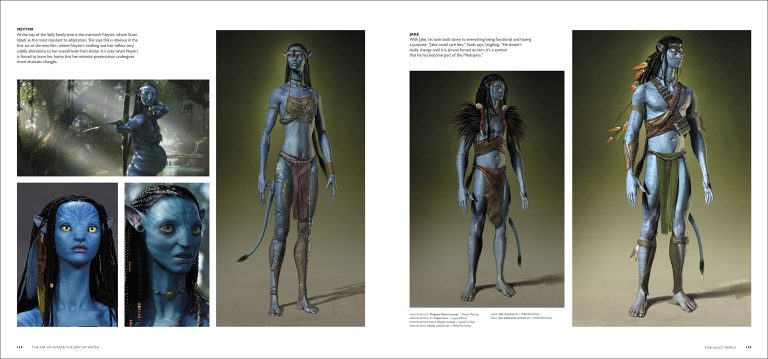 NEYTIRI
At the top of the Sully family tree is the matriarch Neytiri, whom Scott
labels as the most resistant to adaptation. She says this is obvious in the
first act of the new film, where Neytiri's clothing and hair reflect very
subtle alterations to her overall look from Avatar. It's only when Neytiri
is forced to leave her home that her exterior presentation undergoes
more dramatic changes.
JAKE
With Jake, his look boils down to everything being functional and having
a purpose. "Jake could care less," Scott says, laughing. "He doesn't
really change until it is almost forced on him; it's a symbol
that he has become part of the Metkayina."
134
THE ART OF AVATAR THE WAY OF WATER
THE SULLY FAMILY
135